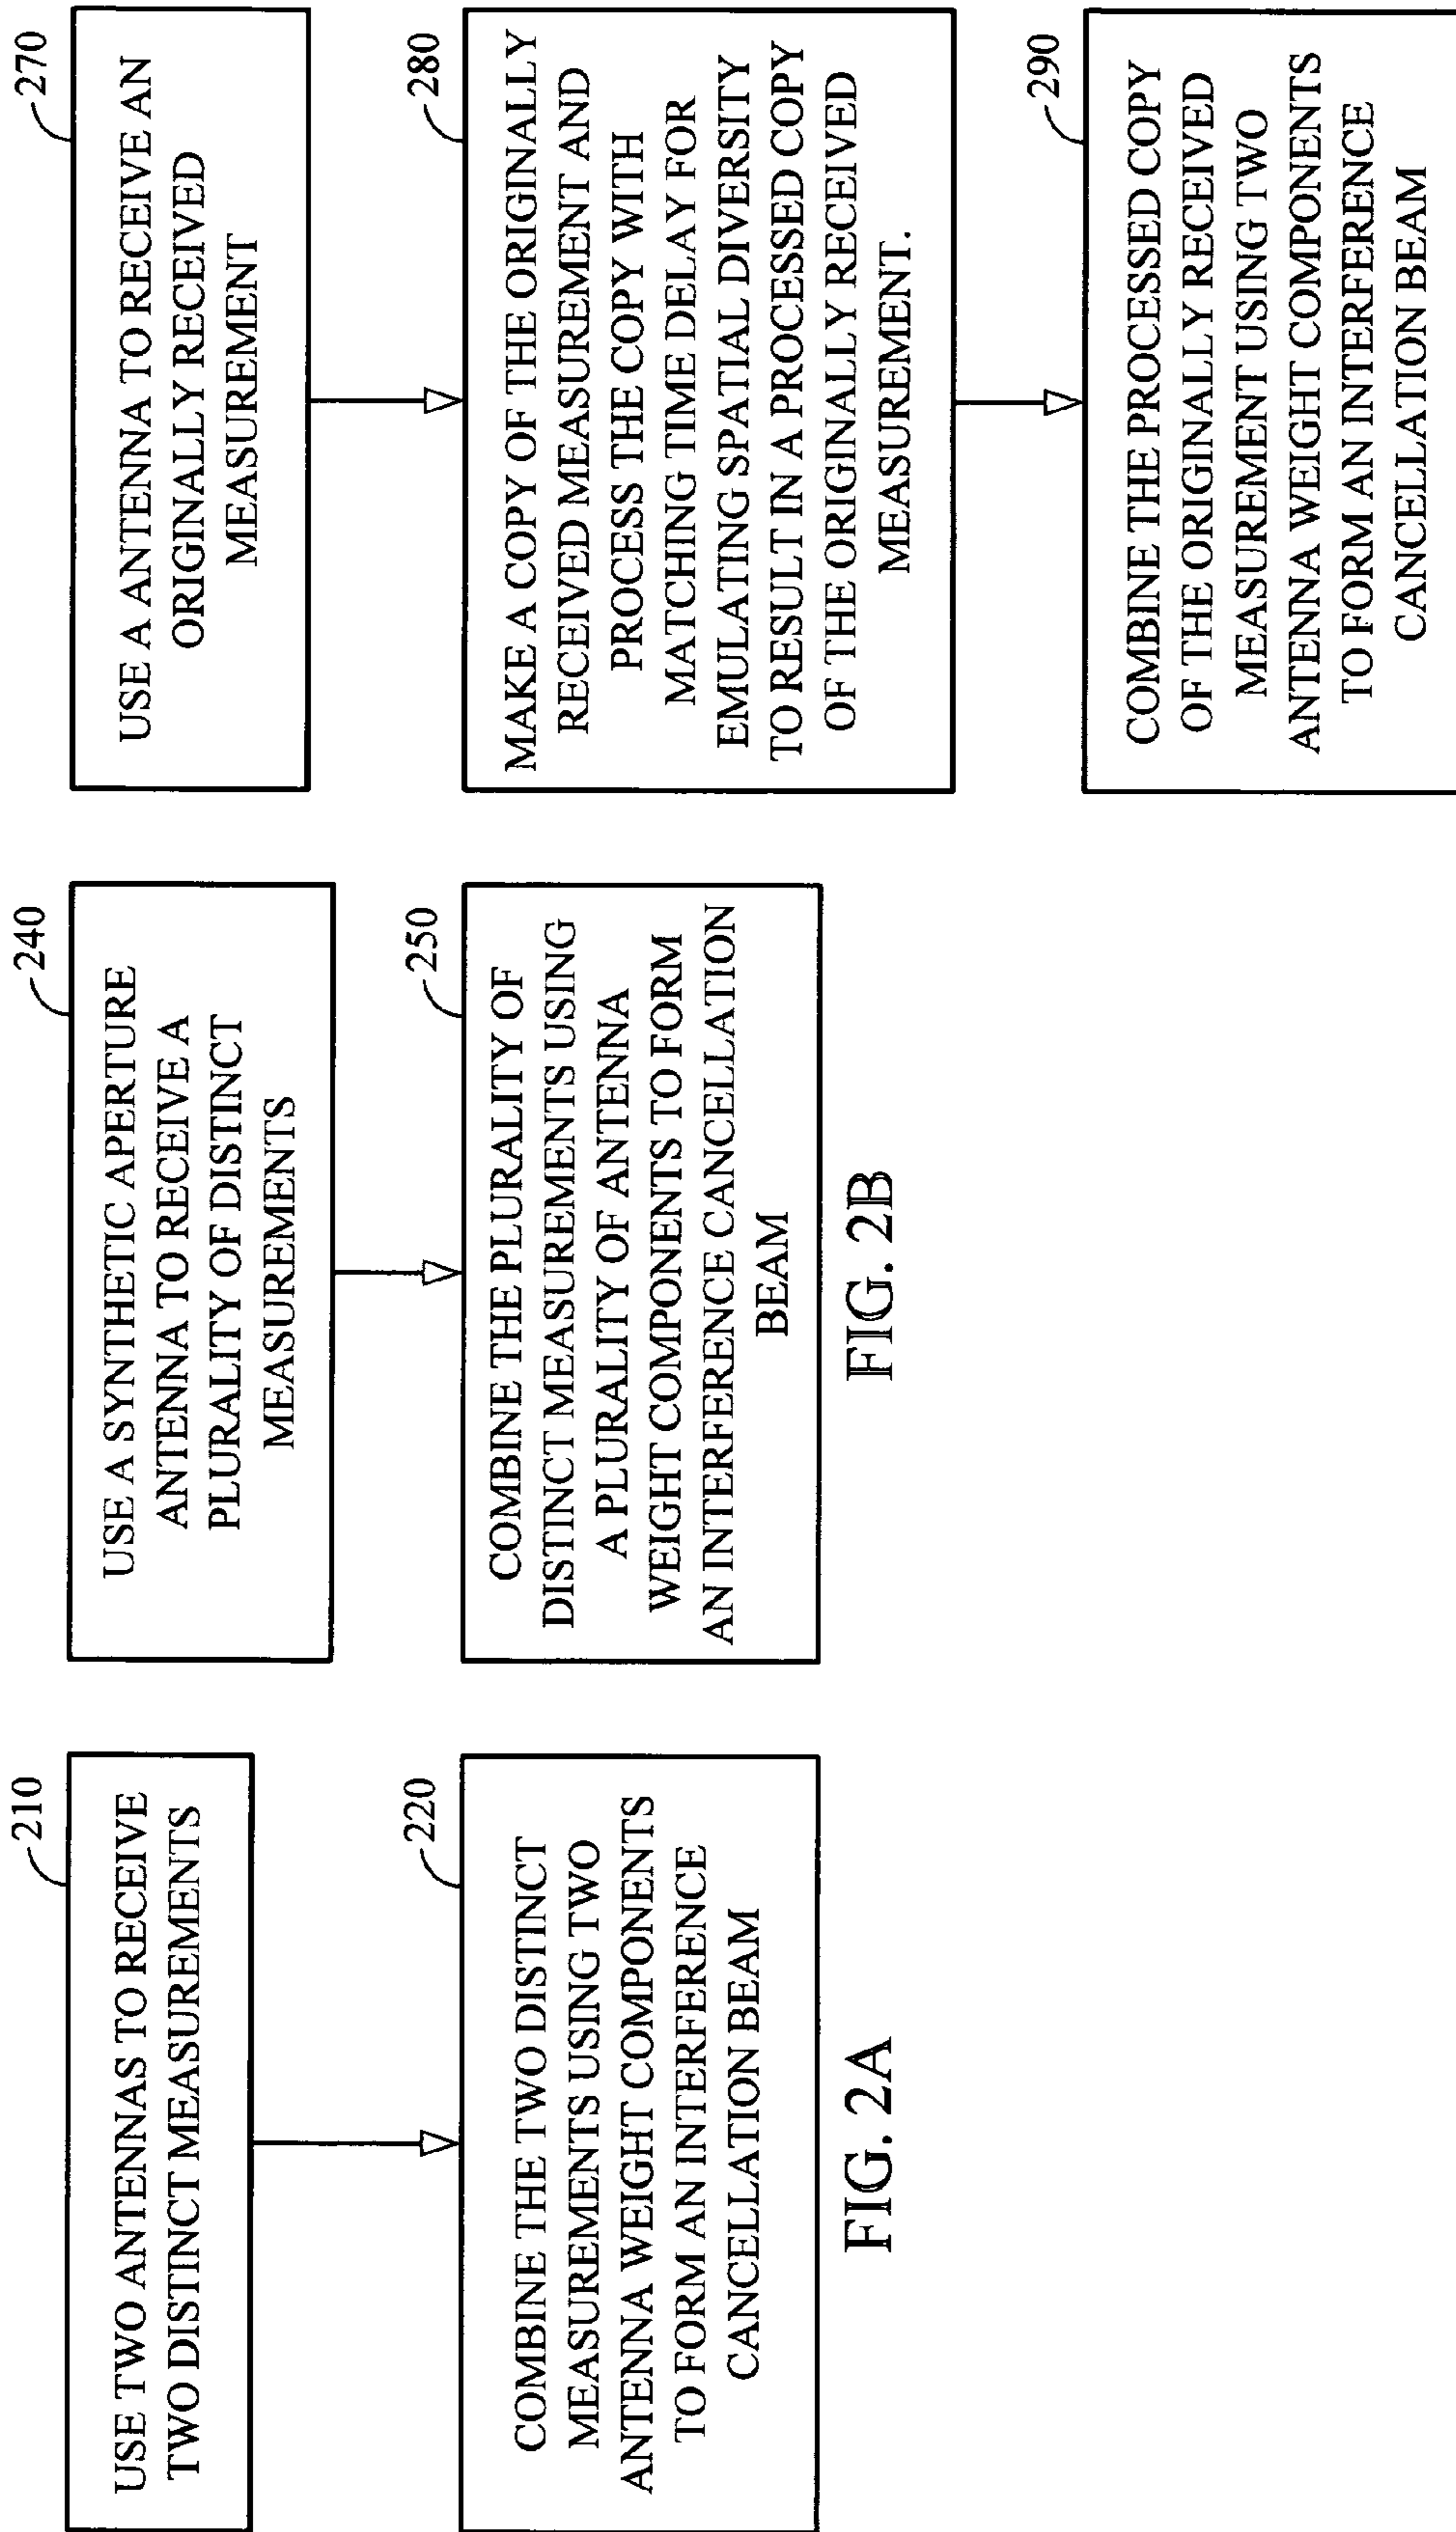 210
USE TWO ANTENNAS TO RECEIVE
TWO DISTINCT MEASUREMENTS
220
COMBINE THE TWO DISTINCT
MEASUREMENTS USING TWO
ANTENNA WEIGHT COMPONENTS
TO FORM AN INTERFERENCE
CANCELLATION BEAM
FIG. 2A
240
USE A SYNTHETIC APERTURE
ANTENNA TO RECEIVE A
PLURALITY OF DISTINCT
MEASUREMENTS
250
COMBINE THE PLURALITY OF
DISTINCT MEASUREMENTS USING
A PLURALITY OF ANTENNA
WEIGHT COMPONENTS TO FORM
AN INTERFERENCE CANCELLATION
BEAM
FIG. 2B
270
USE A ANTENNA TO RECEIVE AN
ORIGINALLY RECEIVED
MEASUREMENT
280
MAKE A COPY OF THE ORIGINALLY
RECEIVED MEASUREMENT AND
PROCESS THE COPY WITH
MATCHING TIME DELAY FOR
EMULATING SPATIAL DIVERSITY
TO RESULT IN A PROCESSED COPY
OF THE ORIGINALLY RECEIVED
MEASUREMENT.
290
COMBINE THE PROCESSED COPY
OF THE ORIGINALLY RECEIVED
MEASUREMENT USING TWO
ANTENNA WEIGHT COMPONENTS
TO FORM AN INTERFERENCE
CANCELLATION BEAM